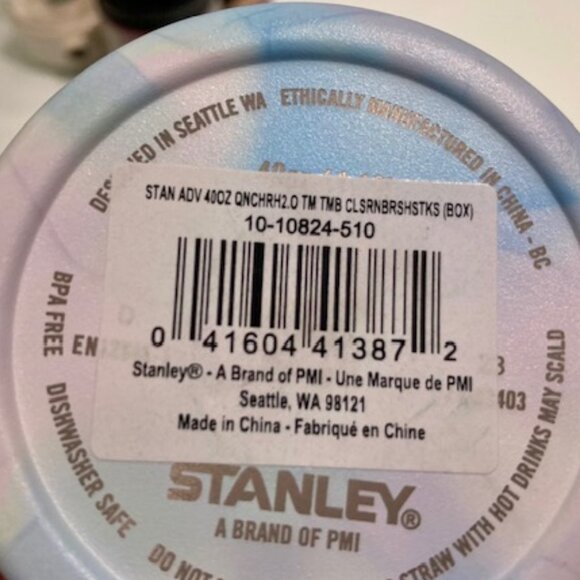 DESIGNED IN SEATTLE WA ETHICALLY MANUFACTURED IN CHINA - BC
STAN ADV 40OZ QNCHRH2.O TM TMB CLSRNBRSHSTKS (BOX)
10-10824-510
0 41604 41387 2
Stanley® - A Brand of PMI - Une Marque de PMI
Seattle, WA 98121
Made in China - Fabriqué en Chine
BPA FREE
EN
403
DISHWASHER SAFE
STANLEY®
A BRAND OF PMI
DO NOT
STRAW WITH HOT DRINKS MAY SCALD